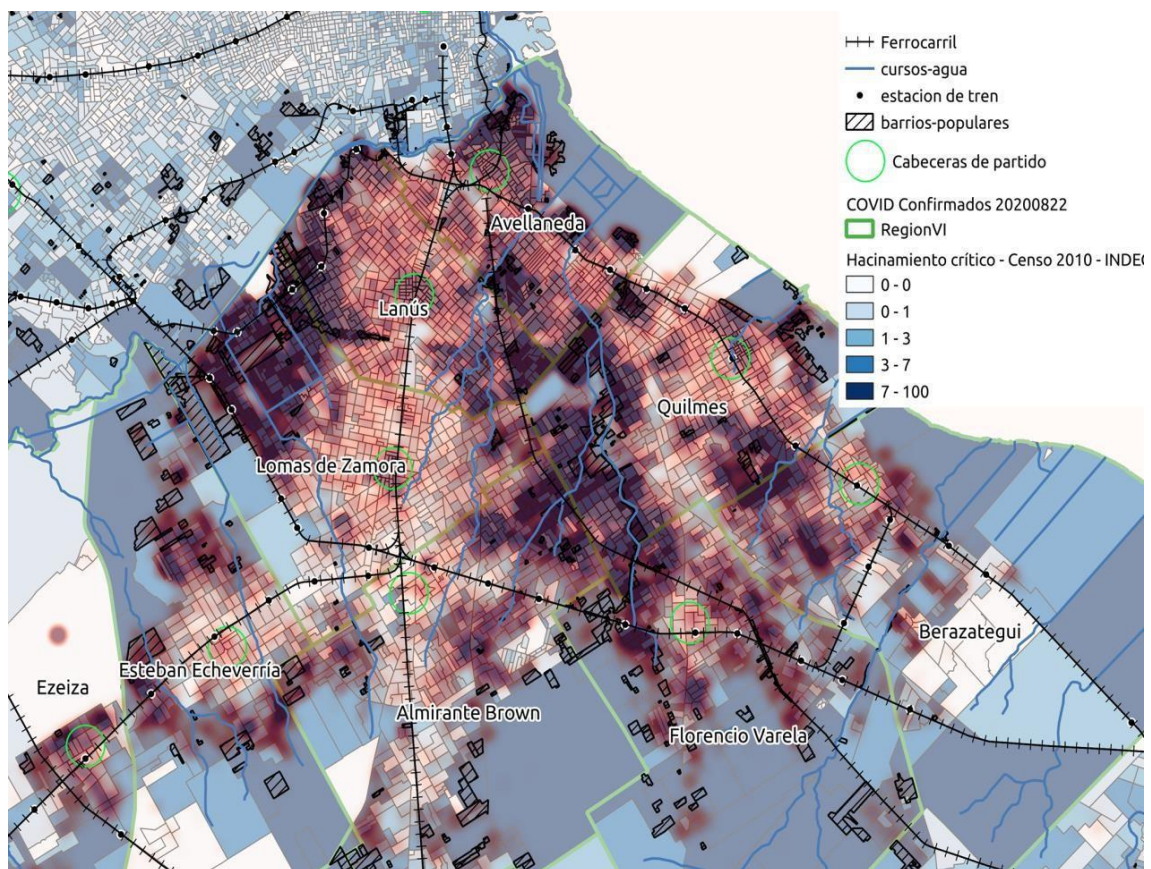 Ferrocarril
cursos-agua
estacion de tren
barrios-populares
Cabeceras de partido
COVID Confirmados 20200822
RegionVI
Hacinamiento crítico - Censo 2010 - INDEC
0 - 0
0 - 1
1 - 3
3 - 7
7 - 100
Avellaneda
Lanús
Quilmes
Lomas de Zamora
Berazategui
Esteban Echeverría
Ezeiza
Almirante Brown
Florencio Varela